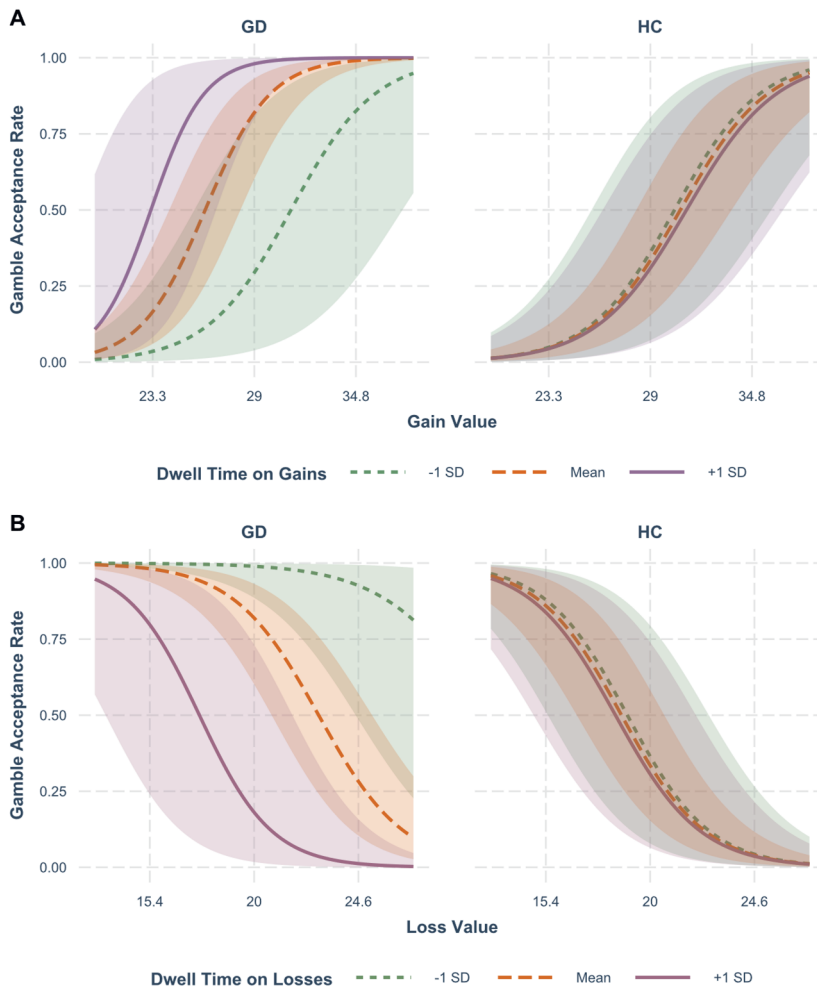 A
GD HC
Gamble Acceptance Rate
1.00
0.75
0.50
0.25
0.00
23.3 29 34.8 23.3 29 34.8
Gain Value
Dwell Time on Gains -1 SD Mean +1 SD
B
GD HC
Gamble Acceptance Rate
1.00
0.75
0.50
0.25
0.00
15.4 20 24.6 15.4 20 24.6
Loss Value
Dwell Time on Losses -1 SD Mean +1 SD